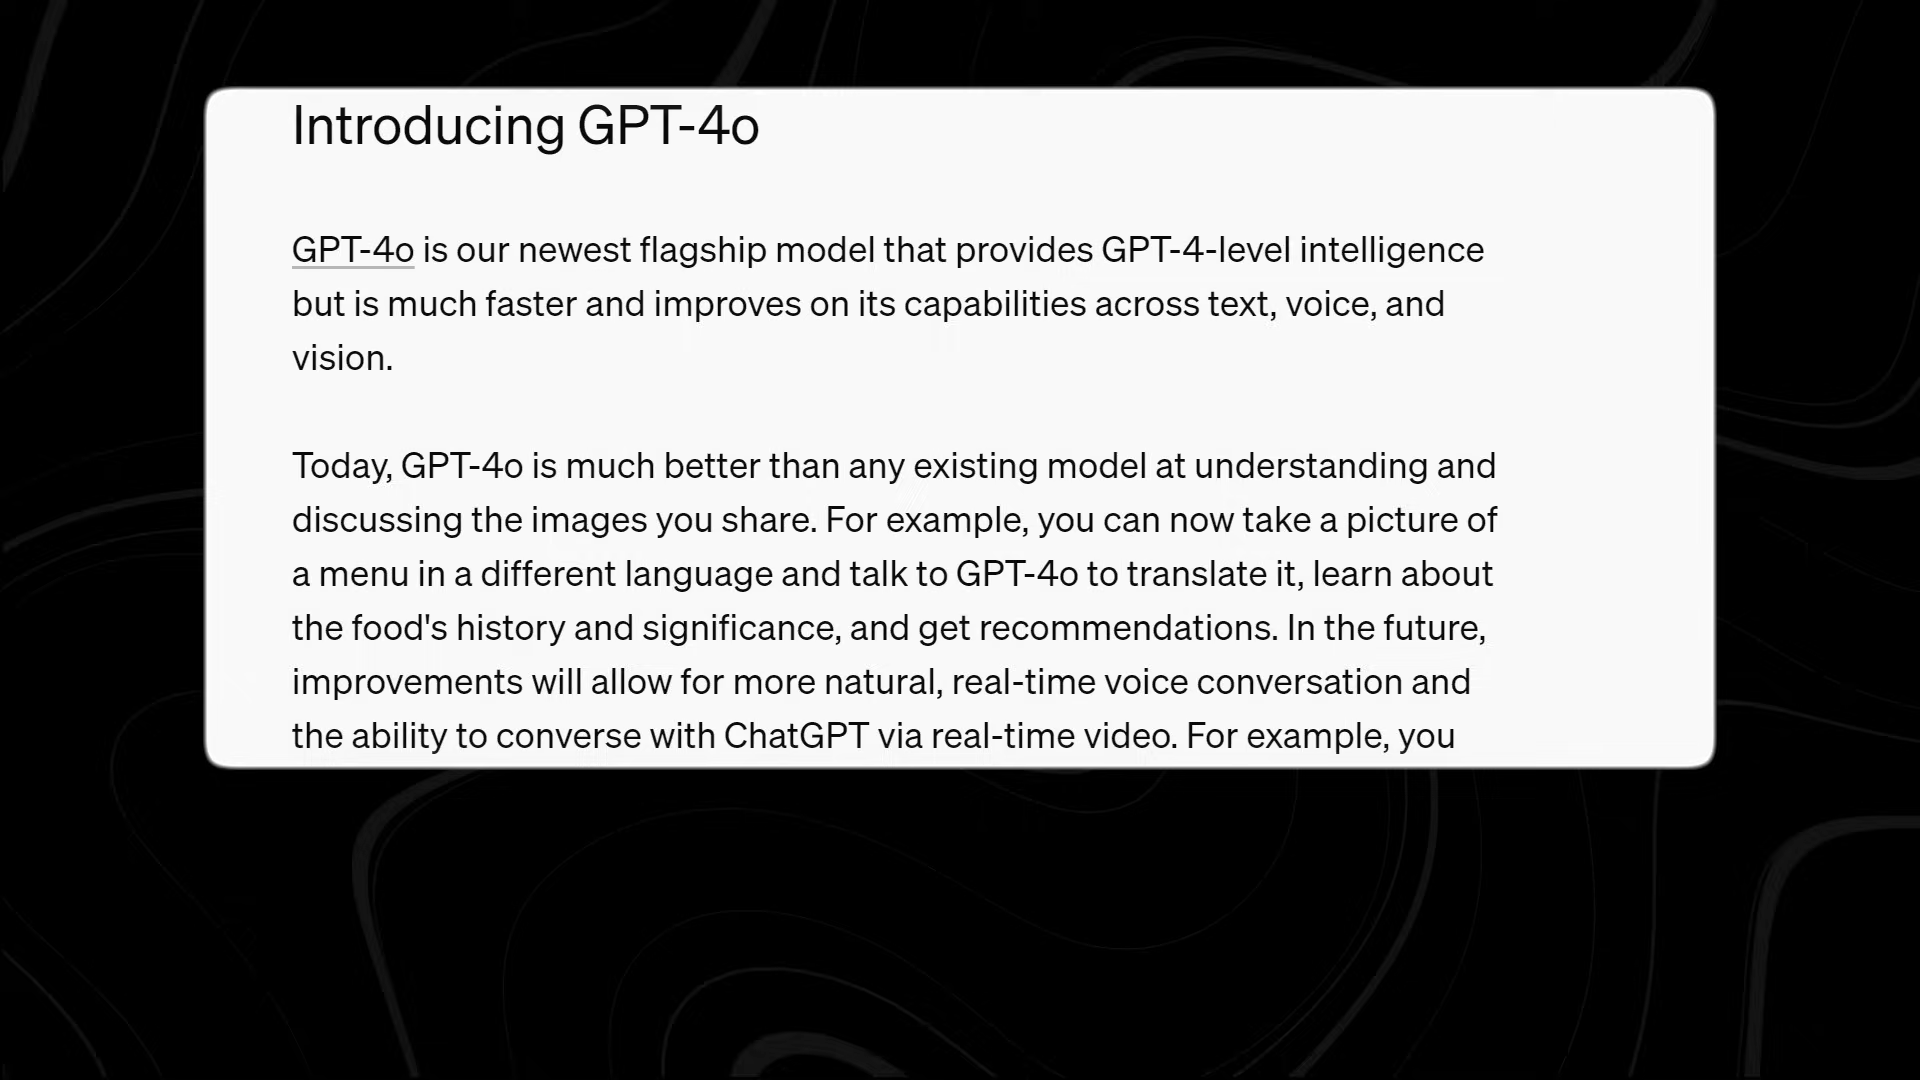 Introducing GPT-4o
GPT-4o is our newest flagship model that provides GPT-4-level intelligence
but is much faster and improves on its capabilities across text, voice, and
vision.
Today, GPT-4o is much better than any existing model at understanding and
discussing the images you share. For example, you can now take a picture of
a menu in a different language and talk to GPT-4o to translate it, learn about
the food's history and significance, and get recommendations. In the future,
improvements will allow for more natural, real-time voice conversation and
the ability to converse with ChatGPT via real-time video. For example, you